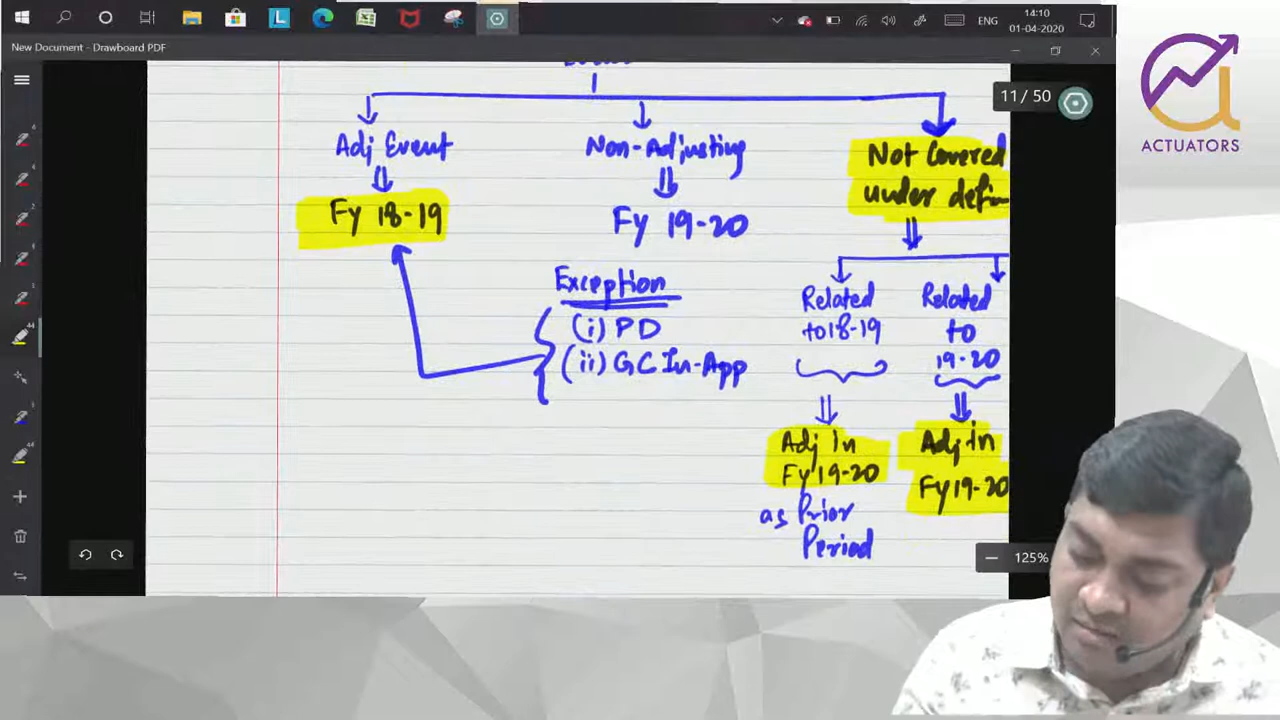 14:10
ENG
01-04-2020
New Document - Drawboard PDF
11 / 50
ACTUATORS
Adj Event
Non-Adjusting
Not Covered
under defin
Fy 18-19
Fy 19-20
Exception
(i) PD
(ii) GC In-App
Related
to 18-19
Related
to
19-20
Adj In
Fy 19-20
as Prior
Period
Adj in
Fy 19-20
125%